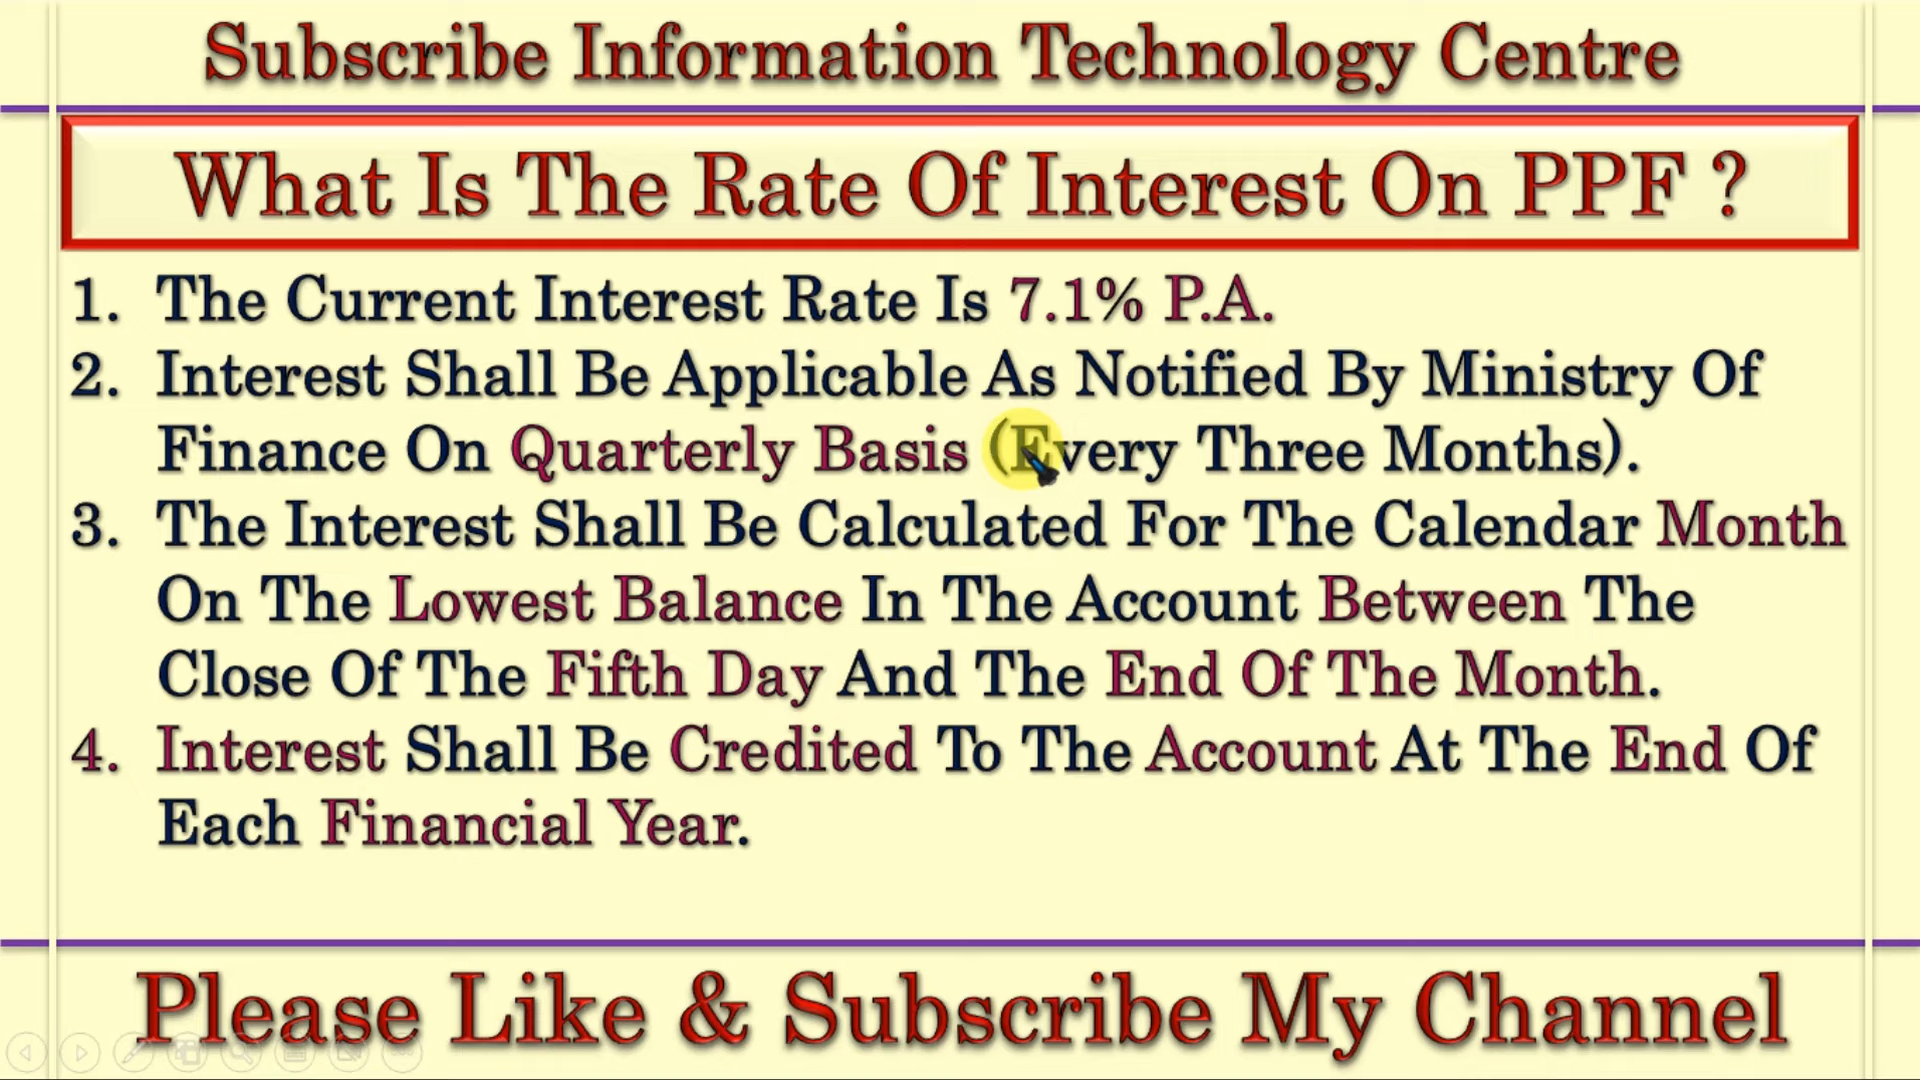 Subscribe Information Technology Centre
What Is The Rate Of Interest On PPF ?
1. The Current Interest Rate Is 7.1% P.A.
2. Interest Shall Be Applicable As Notified By Ministry Of
Finance On Quarterly Basis (Every Three Months).
3. The Interest Shall Be Calculated For The Calendar Month
On The Lowest Balance In The Account Between The
Close Of The Fifth Day And The End Of The Month.
4. Interest Shall Be Credited To The Account At The End Of
Each Financial Year.
Please Like & Subscribe My Channel